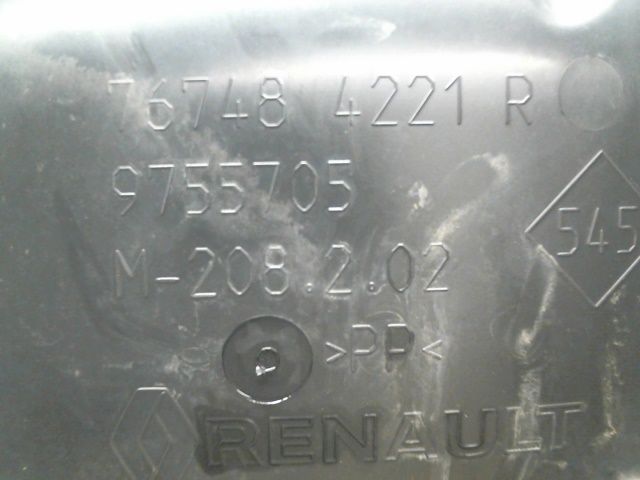 76748 4221 R
9755705
545
M-208.2.02
>PP<
RENAULT